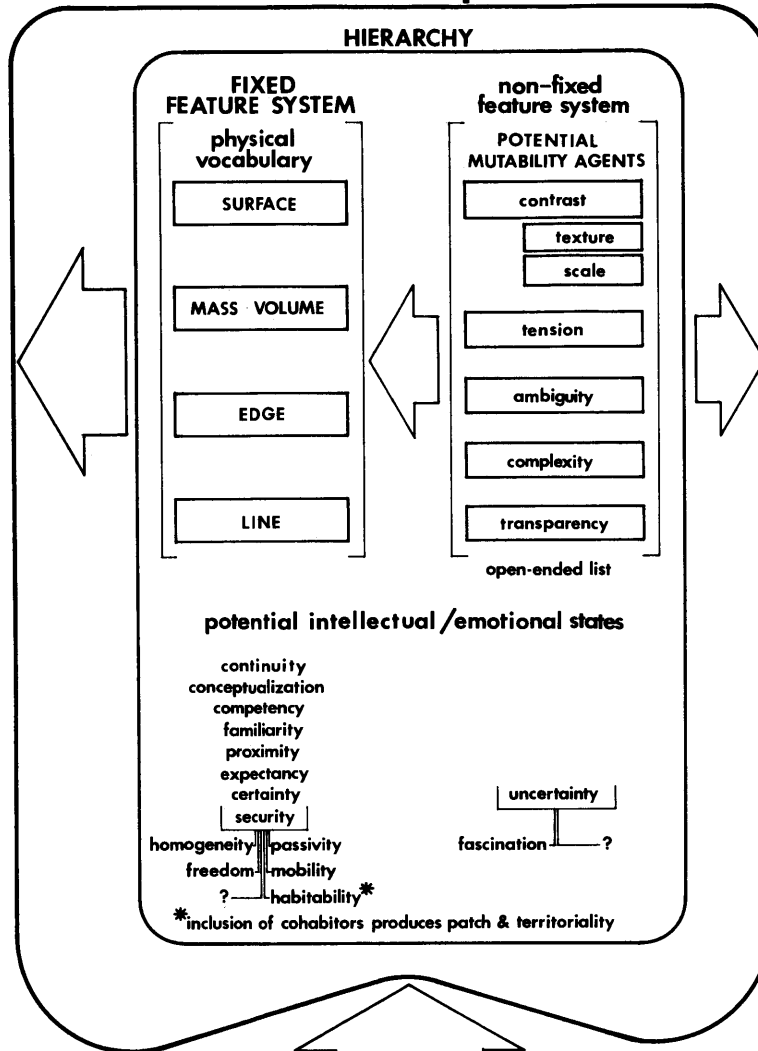 HIERARCHY
FIXED
FEATURE SYSTEM
physical
vocabulary
SURFACE
MASS VOLUME
EDGE
LINE
non-fixed
feature system
POTENTIAL
MUTABILITY AGENTS
contrast
texture
scale
tension
ambiguity
complexity
transparency
open-ended list
potential intellectual/emotional states
continuity
conceptualization
competency
familiarity
proximity
expectancy
certainty
security
homogeneity passivity
freedom mobility
? habitability*
uncertainty
fascination ?
*inclusion of cohabitors produces patch & territoriality